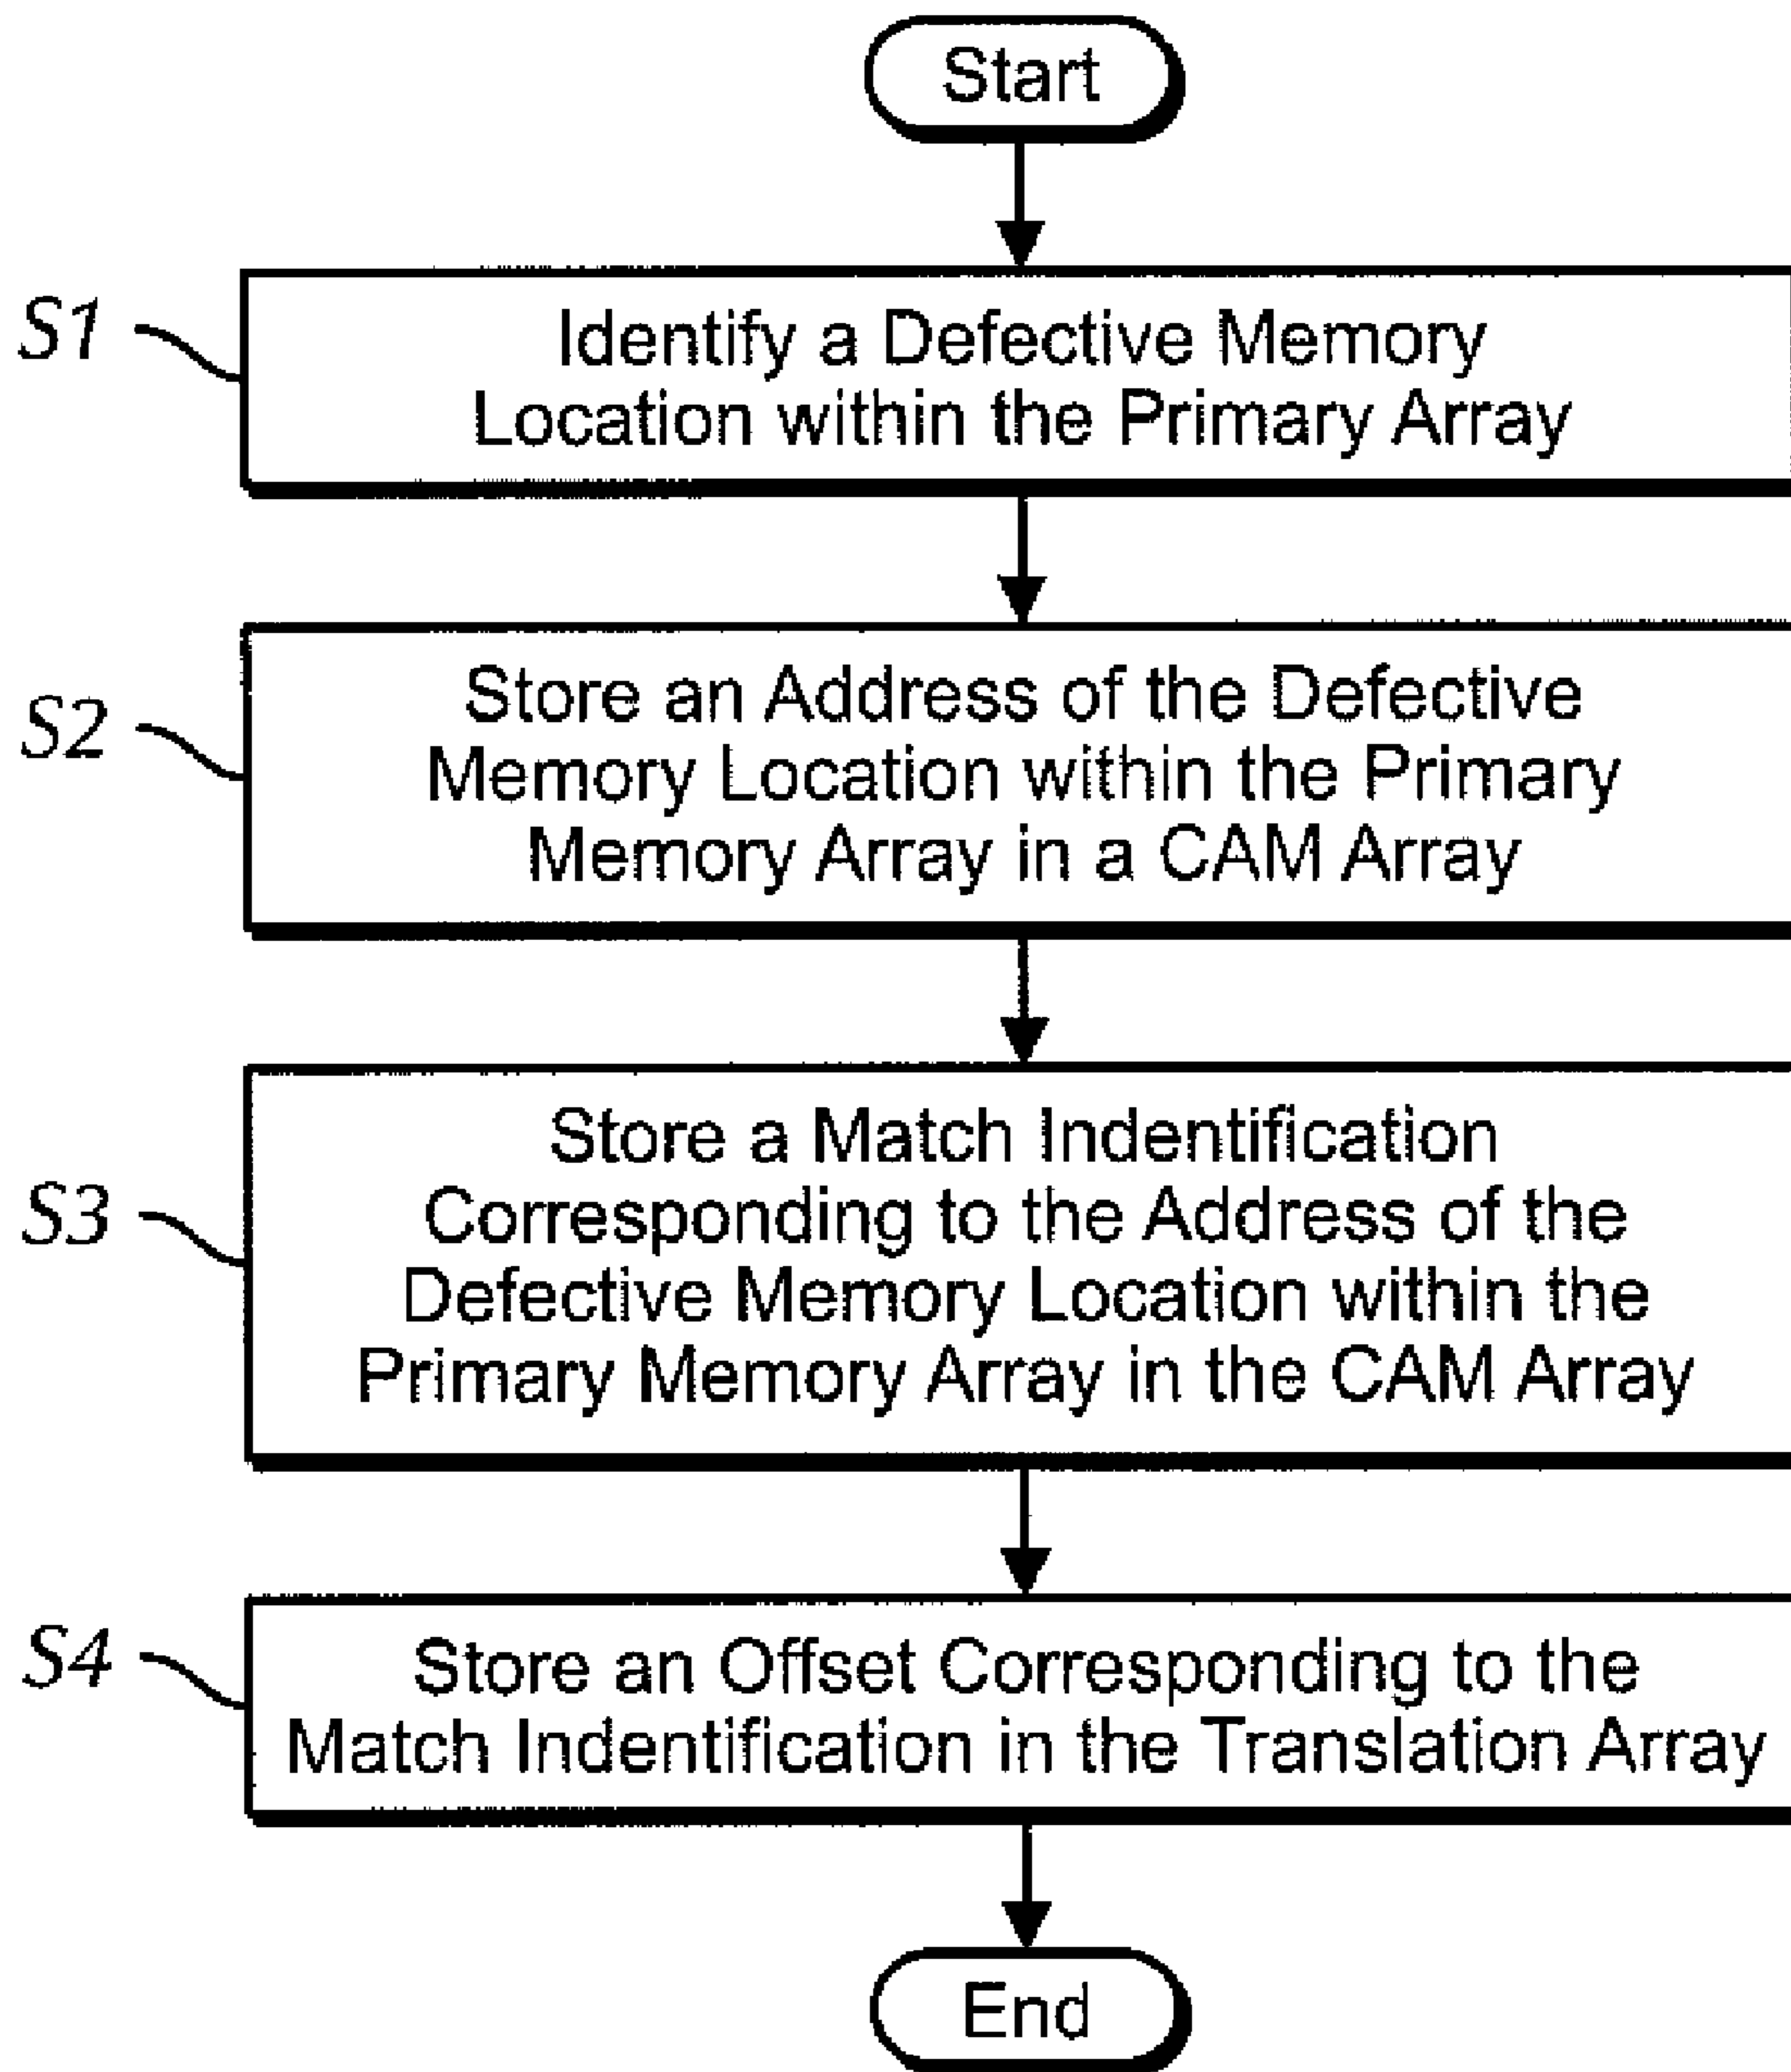 Start
S1
Identify a Defective Memory
Location within the Primary Array
S2
Store an Address of the Defective
Memory Location within the Primary
Memory Array in a CAM Array
S3
Store a Match Indentification
Corresponding to the Address of the
Defective Memory Location within the
Primary Memory Array in the CAM Array
S4
Store an Offset Corresponding to the
Match Indentification in the Translation Array
End